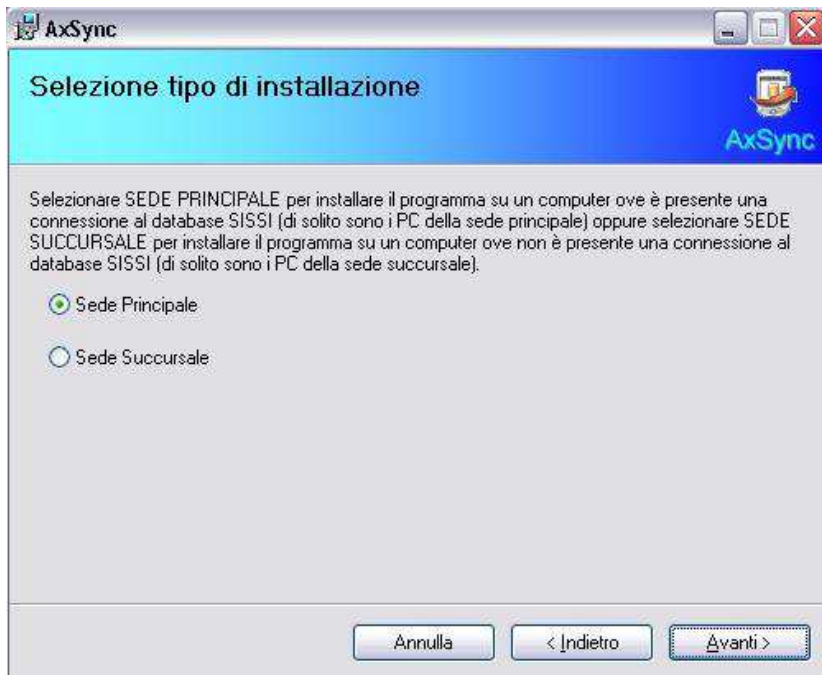 AxSync
Selezione tipo di installazione
AxSync
Selezionare SEDE PRINCIPALE per installare il programma su un computer ove è presente una
connessione al database SISSI (di solito sono i PC della sede principale) oppure selezionare SEDE
SUCCURSALE per installare il programma su un computer ove non è presente una connessione al
database SISSI (di solito sono i PC della sede succursale).
Sede Principale
Sede Succursale
Annulla
< Indietro
Avanti >